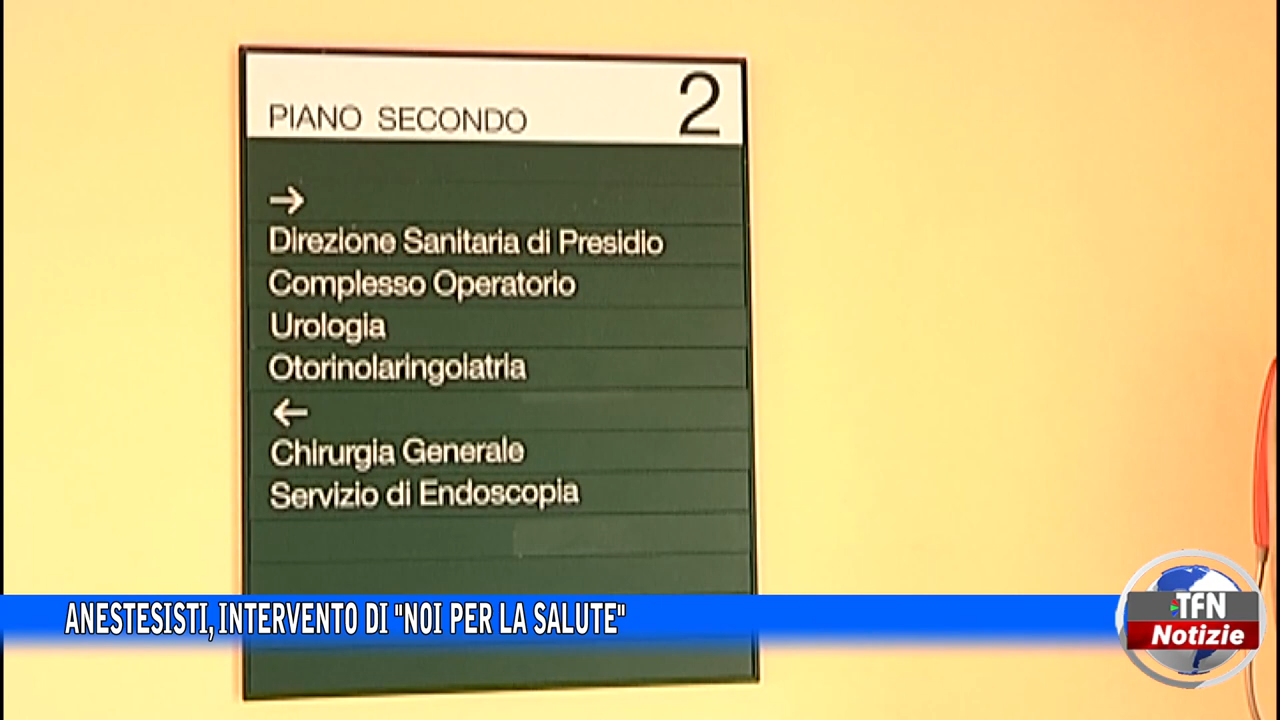 PIANO SECONDO 2
→
Direzione Sanitaria di Presidio
Complesso Operatorio
Urologia
Otorinolaringoiatria
←
Chirurgia Generale
Servizio di Endoscopia
ANESTESISTI, INTERVENTO DI "NOI PER LA SALUTE"
TFN
Notizie